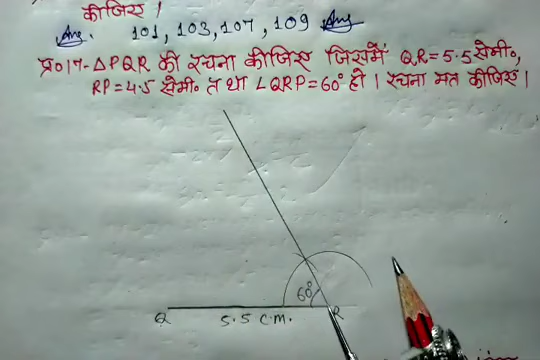 कीजिए।
Ans. 101, 103, 107, 109 Ans
प्र०17. ΔPQR की रचना कीजिए जिसमें QR=5.5 सेमी०,
RP=4.5 सेमी० तथा ∠QRP=60° हो। रचना मत कीजिए।
60°
Q 5.5 C.M. R